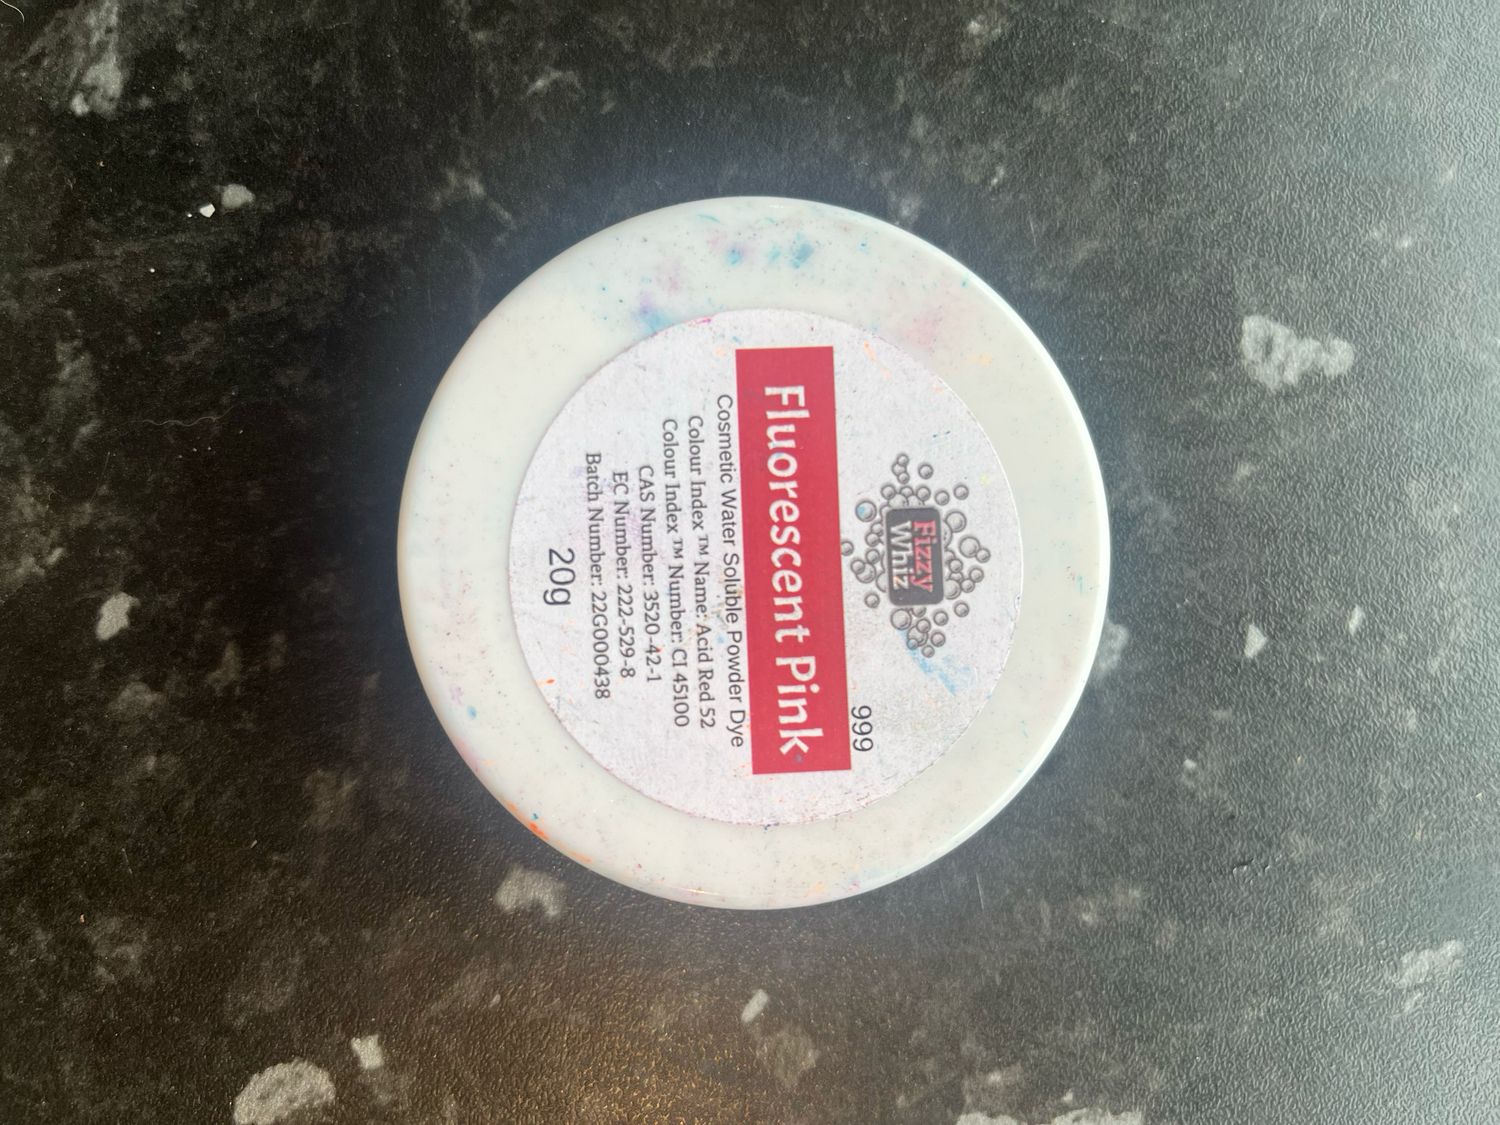 Fizzy
Whiz
999
Fluorescent Pink
Cosmetic Water Soluble Powder Dye
Colour Index ™ Name: Acid Red 52
Colour Index ™ Number: CI 45100
CAS Number: 3520-42-1
EC Number: 222-529-8
Batch Number: 22G000438
20g